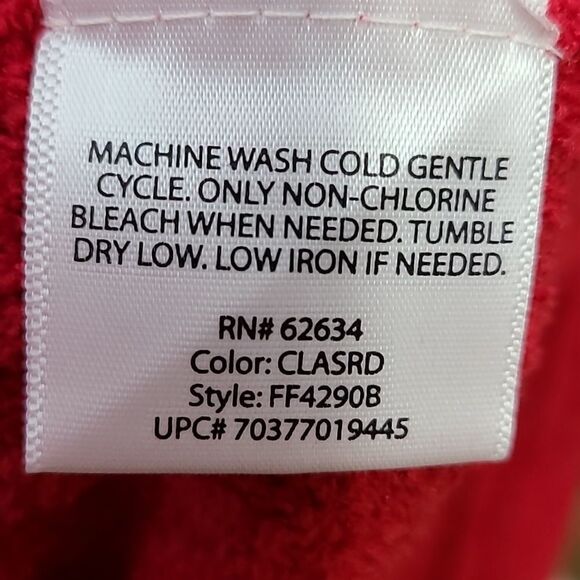 MACHINE WASH COLD GENTLE
CYCLE. ONLY NON-CHLORINE
BLEACH WHEN NEEDED. TUMBLE
DRY LOW. LOW IRON IF NEEDED.
RN# 62634
Color: CLASRD
Style: FF4290B
UPC# 70377019445